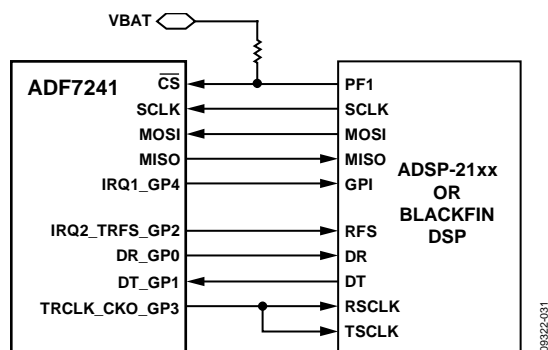 VBAT
ADF7241
CS
SCLK
MOSI
MISO
IRQ1_GP4
IRQ2_TRFS_GP2
DR_GP0
DT_GP1
TRCLK_CKO_GP3
PF1
SCLK
MOSI
MISO
GPI
RFS
DR
DT
RSCLK
TSCLK
ADSP-21xx
OR
BLACKFIN
DSP
09322-031